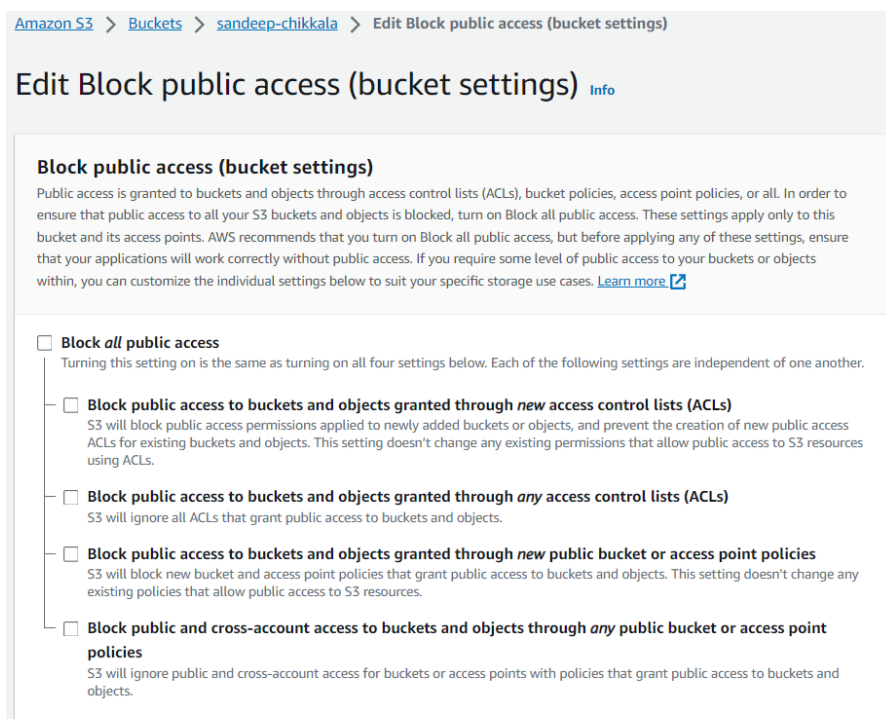 Amazon S3 > Buckets > sandeep-chikkala > Edit Block public access (bucket settings)
Edit Block public access (bucket settings) Info
Block public access (bucket settings)
Public access is granted to buckets and objects through access control lists (ACLs), bucket policies, access point policies, or all. In order to
ensure that public access to all your S3 buckets and objects is blocked, turn on Block all public access. These settings apply only to this
bucket and its access points. AWS recommends that you turn on Block all public access, but before applying any of these settings, ensure
that your applications will work correctly without public access. If you require some level of public access to your buckets or objects
within, you can customize the individual settings below to suit your specific storage use cases. Learn more
Block all public access
Turning this setting on is the same as turning on all four settings below. Each of the following settings are independent of one another.
Block public access to buckets and objects granted through new access control lists (ACLs)
S3 will block public access permissions applied to newly added buckets or objects, and prevent the creation of new public access
ACLs for existing buckets and objects. This setting doesn't change any existing permissions that allow public access to S3 resources
using ACLs.
Block public access to buckets and objects granted through any access control lists (ACLs)
S3 will ignore all ACLs that grant public access to buckets and objects.
Block public access to buckets and objects granted through new public bucket or access point policies
S3 will block new bucket and access point policies that grant public access to buckets and objects. This setting doesn't change any
existing policies that allow public access to S3 resources.
Block public and cross-account access to buckets and objects through any public bucket or access point
policies
S3 will ignore public and cross-account access for buckets or access points with policies that grant public access to buckets and
objects.